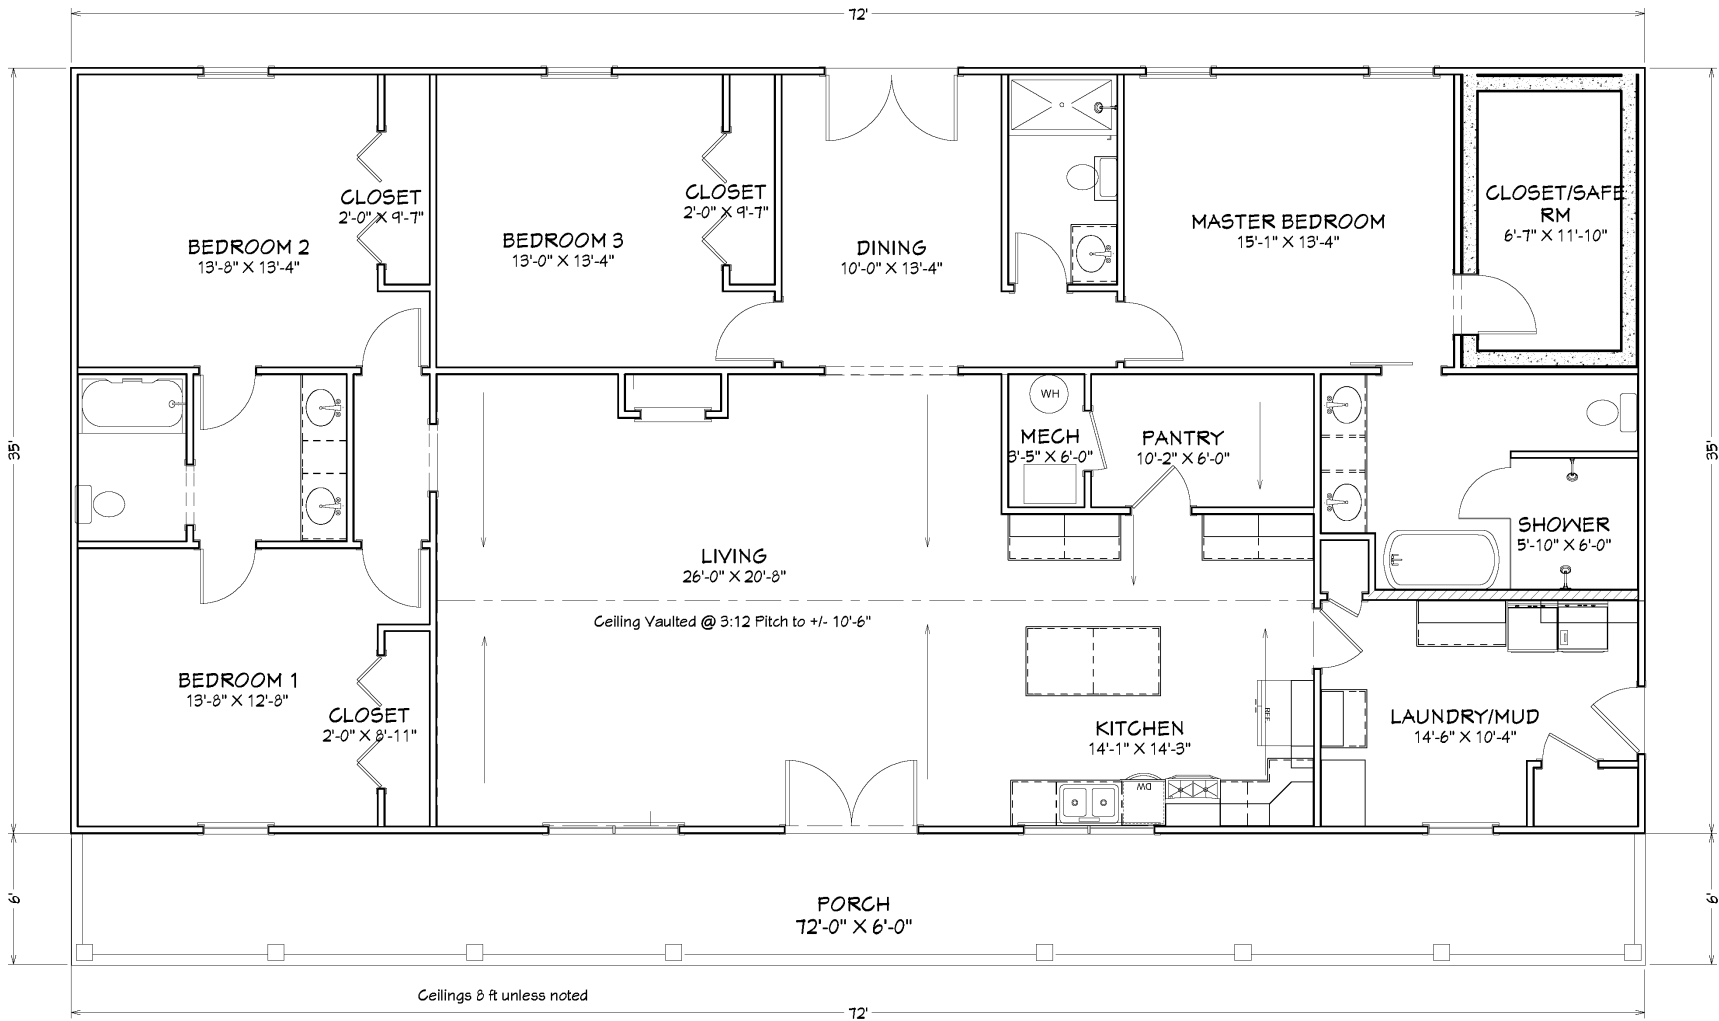 72'
CLOSET
2'-0" X 9'-7"
BEDROOM 2
13'-8" X 13'-4"
CLOSET
2'-0" X 9'-7"
BEDROOM 3
13'-0" X 13'-4"
DINING
10'-0" X 13'-4"
MASTER BEDROOM
15'-1" X 13'-4"
CLOSET/SAFE
RM
6'-7" X 11'-10"
35'
WH
MECH
3'-5" X 6'-0"
PANTRY
10'-2" X 6'-0"
35'
SHOWER
5'-10" X 6'-0"
LIVING
26'-0" X 20'-8"
Ceiling Vaulted @ 3:12 Pitch to +/- 10'-6"
BEDROOM 1
13'-8" X 12'-8"
CLOSET
2'-0" X 8'-11"
KITCHEN
14'-1" X 14'-3"
REF.
LAUNDRY/MUD
14'-6" X 10'-4"
DW
6'
PORCH
72'-0" X 6'-0"
6'
Ceilings 8 ft unless noted
72'